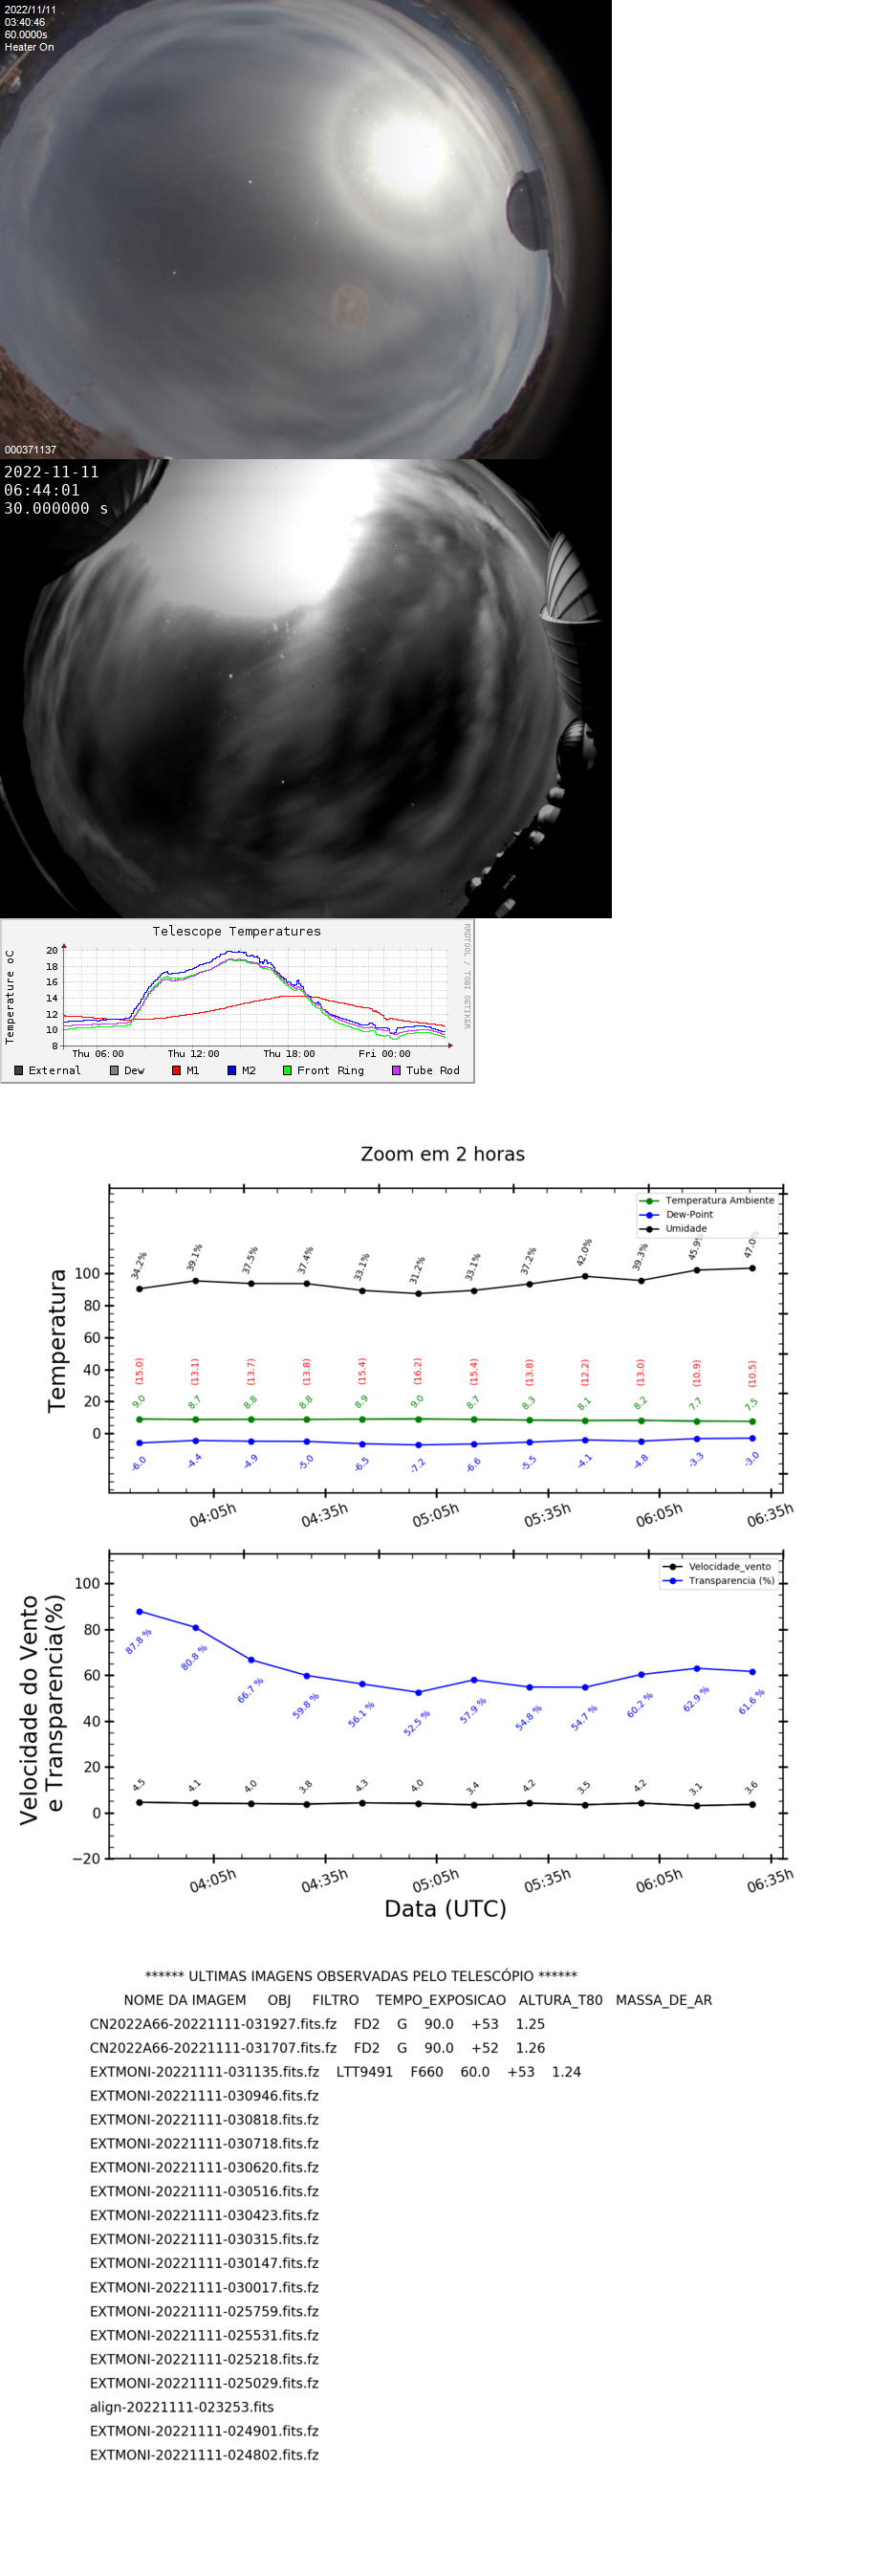 2022/11/11
03:40:46
60.0000s
Heater On
000371137
2022-11-11
06:44:01
30.000000 s
Telescope Temperatures
RRDTOOL / TOBI OETIKER
Temperature oC
20
18
16
14
12
10
8
Thu 06:00 Thu 12:00 Thu 18:00 Fri 00:00
External Dew M1 M2 Front Ring Tube Rod
Zoom em 2 horas
Temperatura Ambiente
Dew-Point
Umidade
Temperatura
100
80
60
40
20
0
34.2% 39.1% 37.5% 37.4% 33.1% 31.2% 33.1% 37.2% 42.0% 39.3% 45.9% 47.0%
(15.0) (13.1) (13.7) (13.8) (15.4) (16.2) (15.4) (13.8) (12.2) (13.0) (10.9) (10.5)
9.0 8.7 8.8 8.8 8.9 9.0 8.7 8.3 8.1 8.2 7.7 7.5
-6.0 -4.4 -4.9 -5.0 -6.5 -7.2 -6.6 -5.5 -4.1 -4.8 -3.3 -3.0
04:05h 04:35h 05:05h 05:35h 06:05h 06:35h
Velocidade_vento
Transparencia (%)
Velocidade do Vento
e Transparencia(%)
100
80
60
40
20
0
−20
87.8 % 80.8 % 66.7 % 59.8 % 56.1 % 52.5 % 57.9 % 54.8 % 54.7 % 60.2 % 62.9 % 61.6 %
4.5 4.1 4.0 3.8 4.3 4.0 3.4 4.2 3.5 4.2 3.1 3.6
04:05h 04:35h 05:05h 05:35h 06:05h 06:35h
Data (UTC)
****** ULTIMAS IMAGENS OBSERVADAS PELO TELESCÓPIO ******
NOME DA IMAGEM OBJ FILTRO TEMPO_EXPOSICAO ALTURA_T80 MASSA_DE_AR
CN2022A66-20221111-031927.fits.fz FD2 G 90.0 +53 1.25
CN2022A66-20221111-031707.fits.fz FD2 G 90.0 +52 1.26
EXTMONI-20221111-031135.fits.fz LTT9491 F660 60.0 +53 1.24
EXTMONI-20221111-030946.fits.fz
EXTMONI-20221111-030818.fits.fz
EXTMONI-20221111-030718.fits.fz
EXTMONI-20221111-030620.fits.fz
EXTMONI-20221111-030516.fits.fz
EXTMONI-20221111-030423.fits.fz
EXTMONI-20221111-030315.fits.fz
EXTMONI-20221111-030147.fits.fz
EXTMONI-20221111-030017.fits.fz
EXTMONI-20221111-025759.fits.fz
EXTMONI-20221111-025531.fits.fz
EXTMONI-20221111-025218.fits.fz
EXTMONI-20221111-025029.fits.fz
align-20221111-023253.fits
EXTMONI-20221111-024901.fits.fz
EXTMONI-20221111-024802.fits.fz